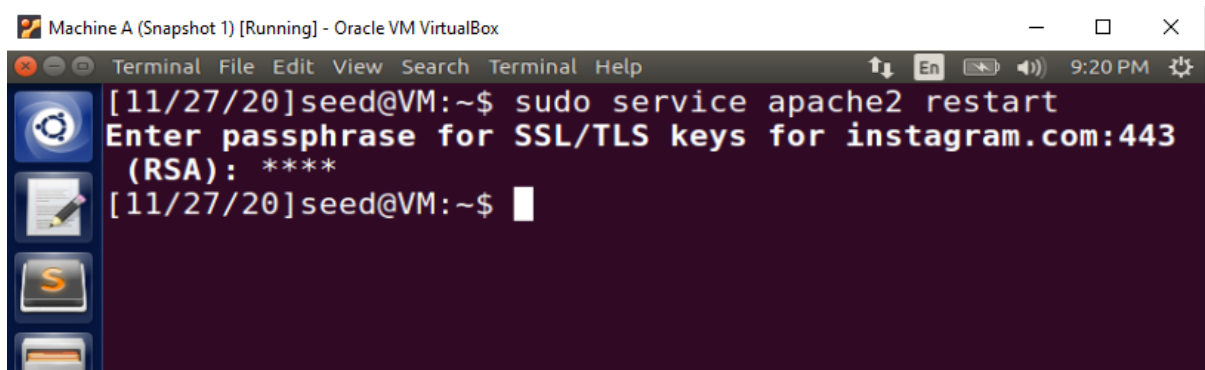 Machine A (Snapshot 1) [Running] - Oracle VM VirtualBox
Terminal File Edit View Search Terminal Help En 9:20 PM
[11/27/20]seed@VM:~$ sudo service apache2 restart
Enter passphrase for SSL/TLS keys for instagram.com:443
(RSA): ****
[11/27/20]seed@VM:~$
S